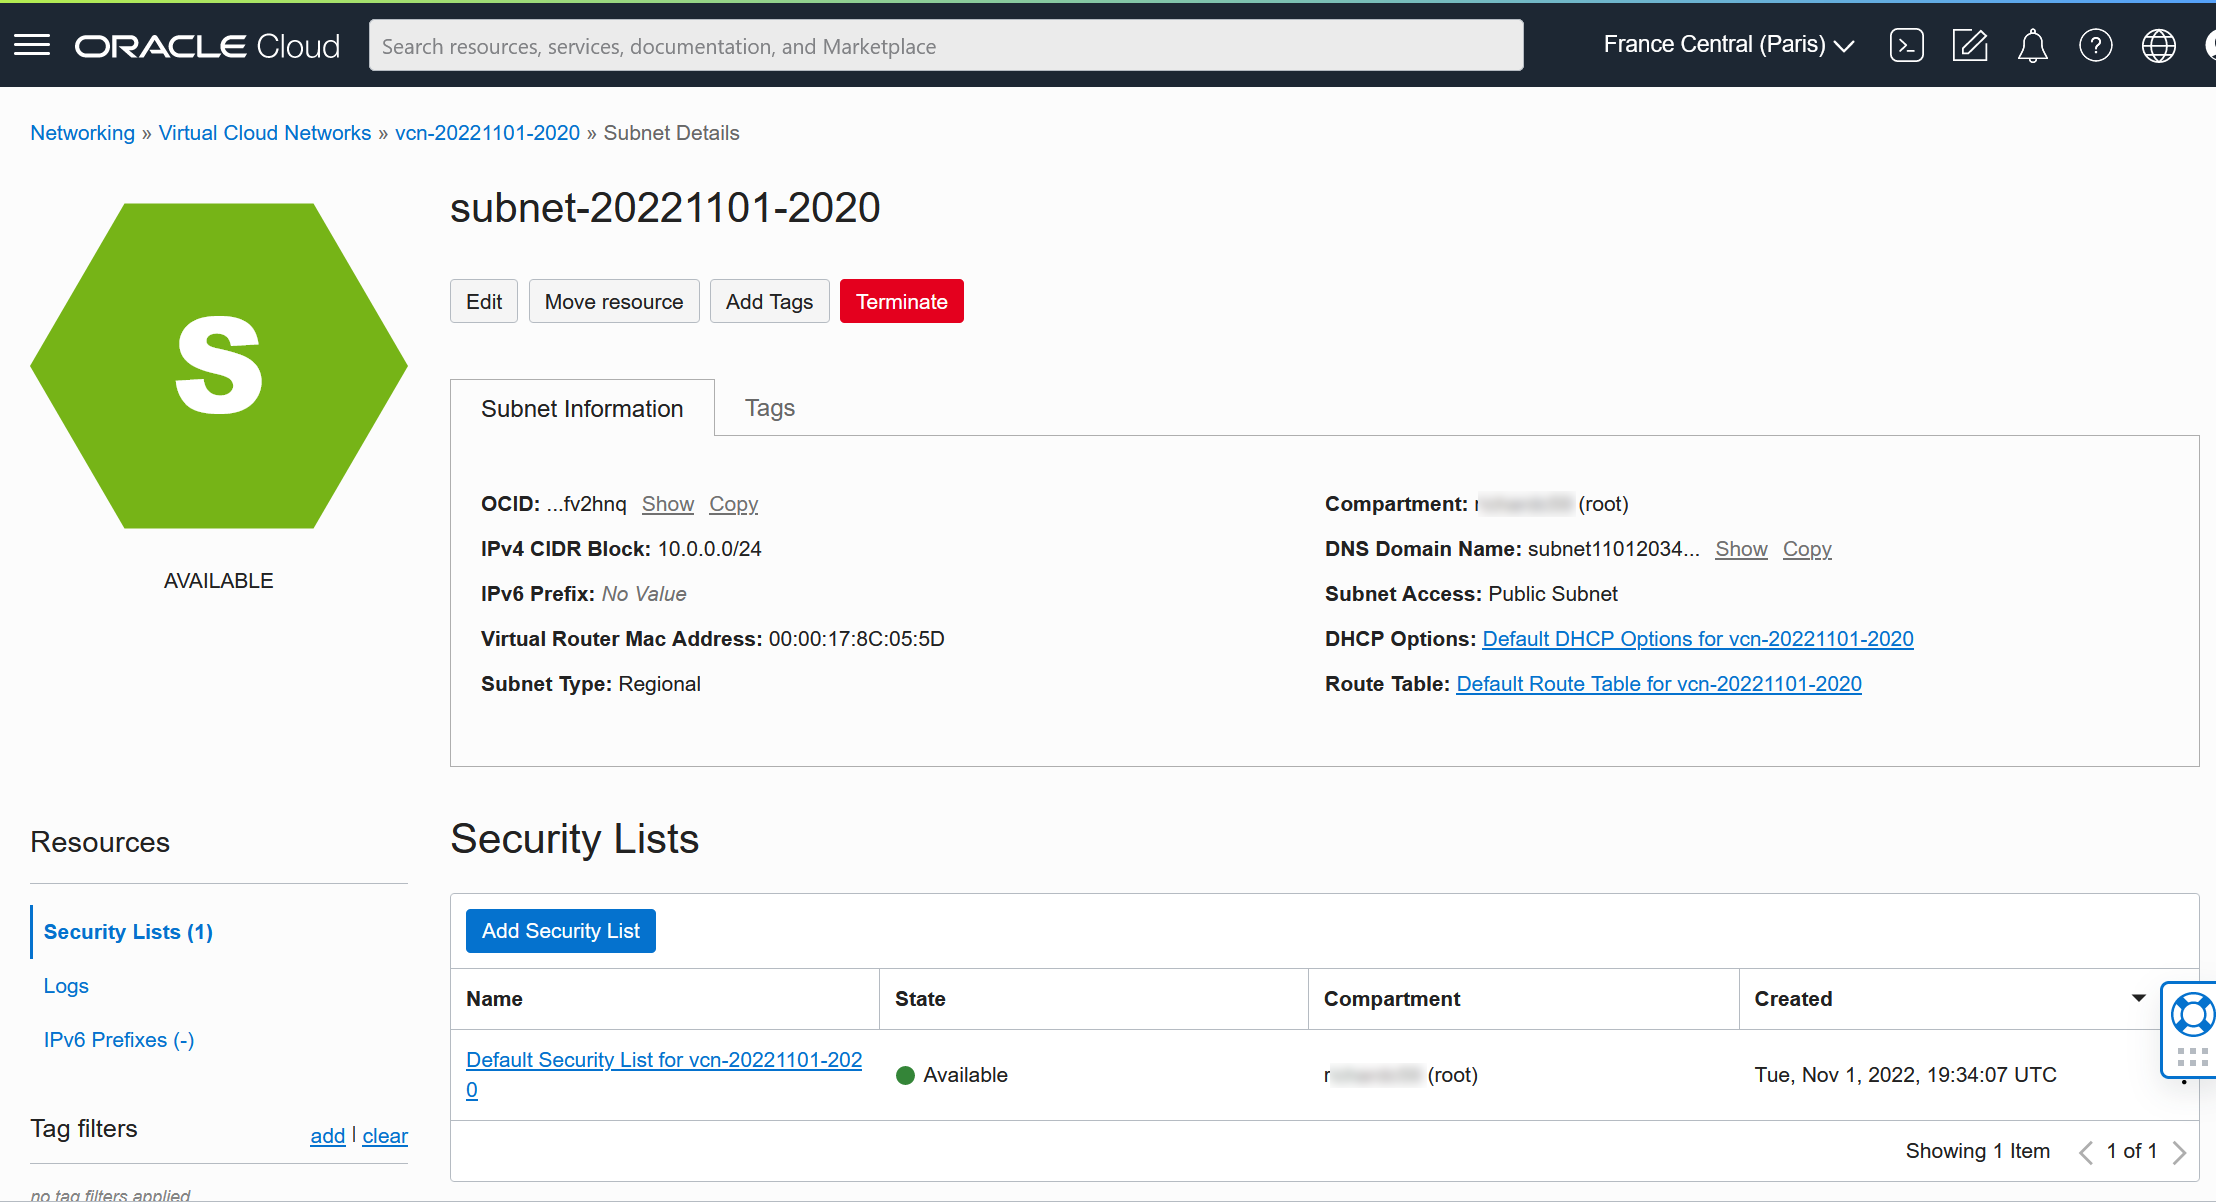 ORACLE Cloud
Search resources, services, documentation, and Marketplace
France Central (Paris)
Networking » Virtual Cloud Networks » vcn-20221101-2020 » Subnet Details
S
AVAILABLE
subnet-20221101-2020
Edit Move resource Add Tags Terminate
Subnet Information Tags
OCID: ...fv2hnq Show Copy
IPv4 CIDR Block: 10.0.0.0/24
IPv6 Prefix: No Value
Virtual Router Mac Address: 00:00:17:8C:05:5D
Subnet Type: Regional
Compartment: (root)
DNS Domain Name: subnet11012034... Show Copy
Subnet Access: Public Subnet
DHCP Options: Default DHCP Options for vcn-20221101-2020
Route Table: Default Route Table for vcn-20221101-2020
Resources
Security Lists (1)
Logs
IPv6 Prefixes (-)
Tag filters add | clear
no tag filters applied
Security Lists
Add Security List
Name State Compartment Created
Default Security List for vcn-20221101-202
0
Available
(root)
Tue, Nov 1, 2022, 19:34:07 UTC
Showing 1 Item 1 of 1